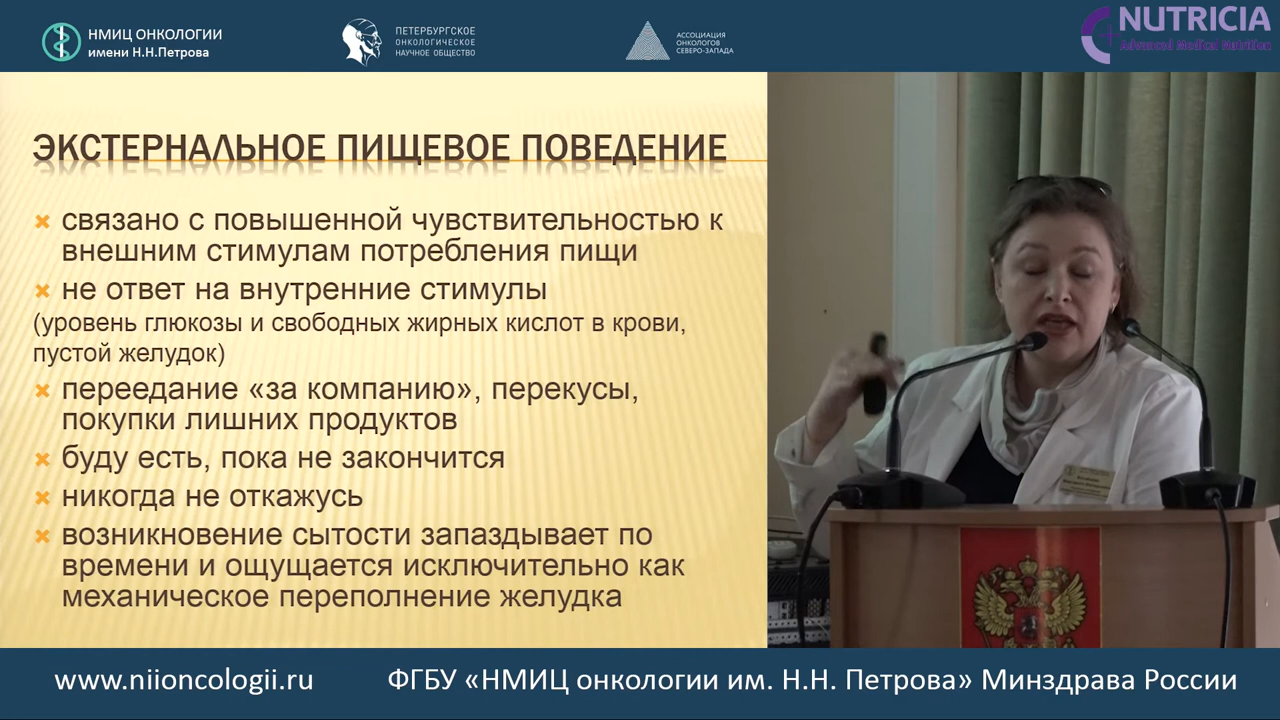 НМИЦ ОНКОЛОГИИ
имени Н.Н.Петрова
ПЕТЕРБУРГСКОЕ
ОНКОЛОГИЧЕСКОЕ
НАУЧНОЕ ОБЩЕСТВО
АССОЦИАЦИЯ
ОНКОЛОГОВ
СЕВЕРО-ЗАПАДА
NUTRICIA
Advanced Medical Nutrition
ЭКСТЕРНАЛЬНОЕ ПИЩЕВОЕ ПОВЕДЕНИЕ
связано с повышенной чувствительностью к
внешним стимулам потребления пищи
не ответ на внутренние стимулы
(уровень глюкозы и свободных жирных кислот в крови,
пустой желудок)
переедание «за компанию», перекусы,
покупки лишних продуктов
буду есть, пока не закончится
никогда не откажусь
возникновение сытости запаздывает по
времени и ощущается исключительно как
механическое переполнение желудка
www.niioncologii.ru
ФГБУ «НМИЦ онкологии им. Н.Н. Петрова» Минздрава России